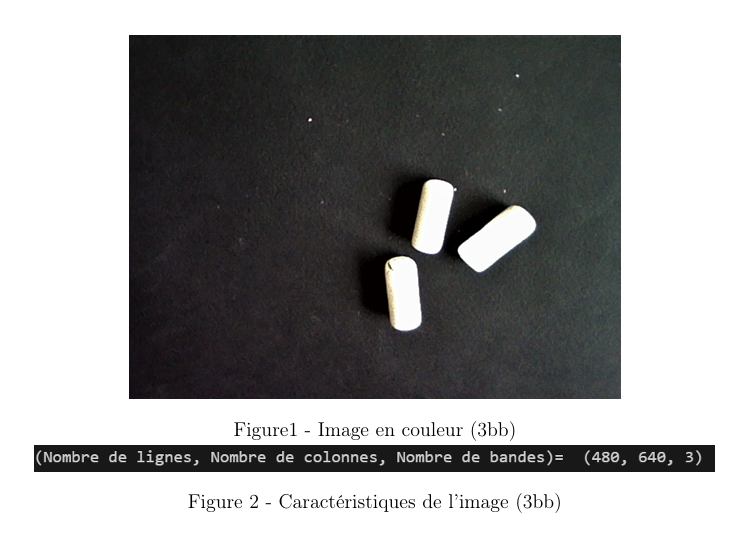 Figure1 - Image en couleur (3bb)
(Nombre de lignes, Nombre de colonnes, Nombre de bandes)= (480, 640, 3)
Figure 2 - Caractéristiques de l'image (3bb)